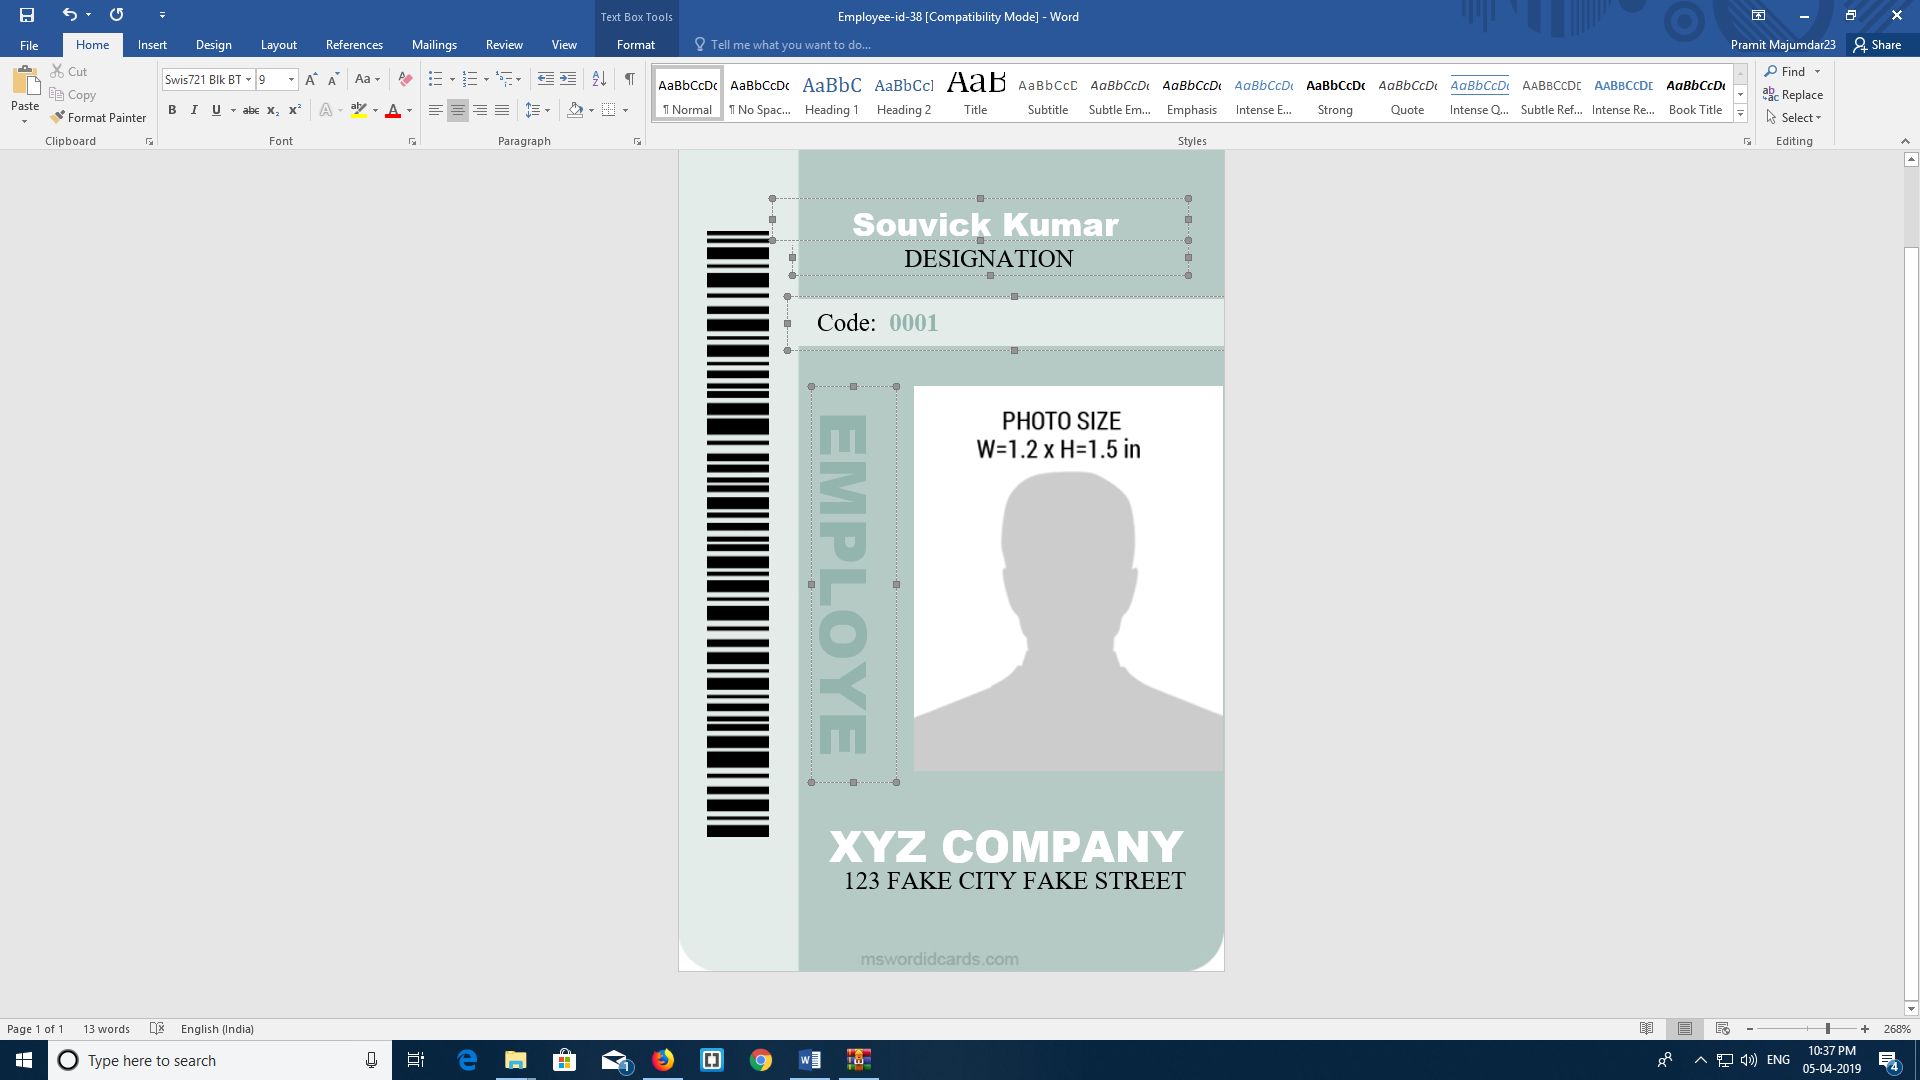 Text Box Tools
Employee-id-38 [Compatibility Mode] - Word
File Home Insert Design Layout References Mailings Review View Format Tell me what you want to do... Pramit Majumdar23 Share
Paste Cut Copy Format Painter
Swis721 Blk BT 9
AaBbCcDc AaBbCcDc AaBbC AaBbCcI AaB AaBbCcD AaBbCcDc AaBbCcDc AaBbCcDc AaBbCcDc AaBbCcDc AaBbCcDc AABBCCDE AABBCCDE AaBbCcDc
¶ Normal ¶ No Spac... Heading 1 Heading 2 Title Subtitle Subtle Em... Emphasis Intense E... Strong Quote Intense Q... Subtle Ref... Intense Re... Book Title
Find
Replace
Select
Clipboard Font Paragraph Styles Editing
Souvick Kumar
DESIGNATION
Code: 0001
EMPLOYE
PHOTO SIZE
W=1.2 x H=1.5 in
XYZ COMPANY
123 FAKE CITY FAKE STREET
mswordidcards.com
Page 1 of 1 13 words English (India) 268%
Type here to search
1
ENG
10:37 PM
05-04-2019
4